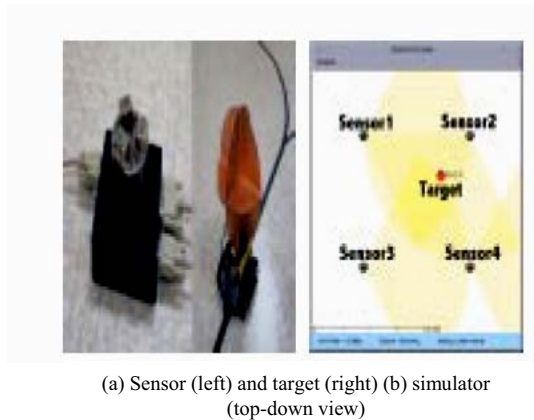 Sensor1 Sensor2
Target
Sensor3 Sensor4
(a) Sensor (left) and target (right) (b) simulator
(top-down view)